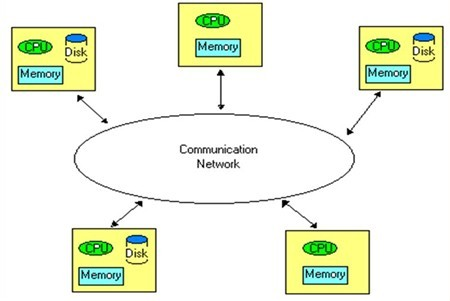 CPU
Disk
Memory
CPU
Memory
CPU
Disk
Memory
Communication
Network
CPU
Disk
Memory
CPU
Memory